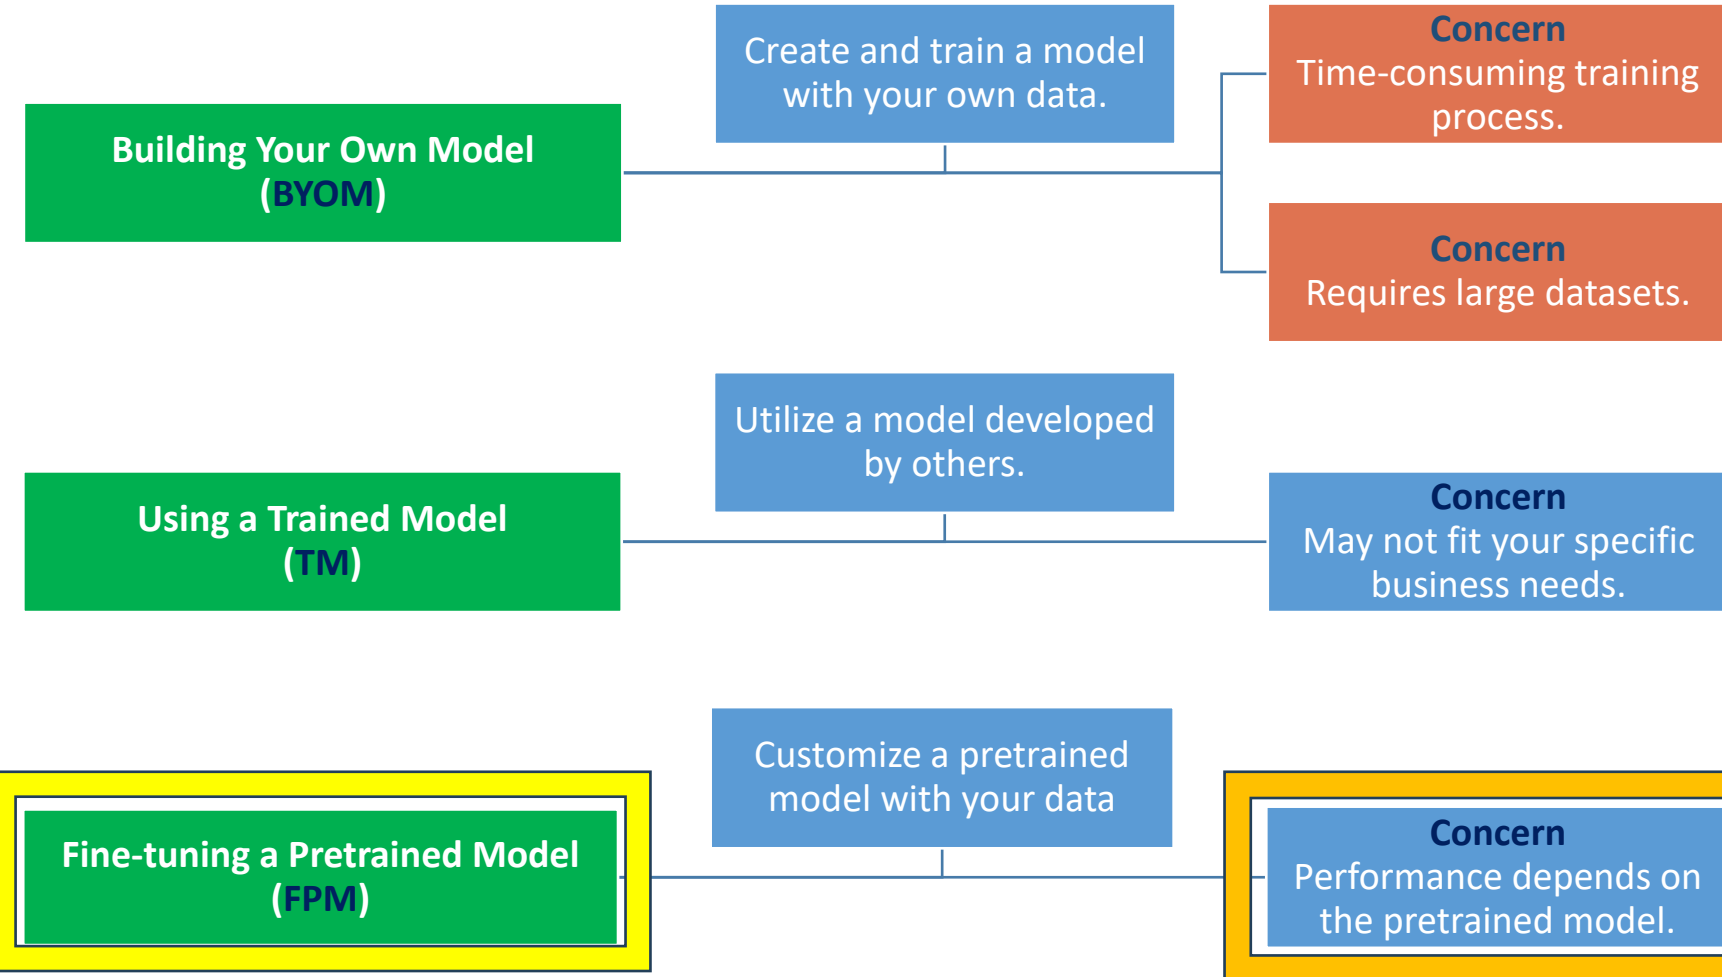 Building Your Own Model
(BYOM)
Create and train a model
with your own data.
Concern
Time-consuming training
process.
Concern
Requires large datasets.
Using a Trained Model
(TM)
Utilize a model developed
by others.
Concern
May not fit your specific
business needs.
Fine-tuning a Pretrained Model
(FPM)
Customize a pretrained
model with your data
Concern
Performance depends on
the pretrained model.